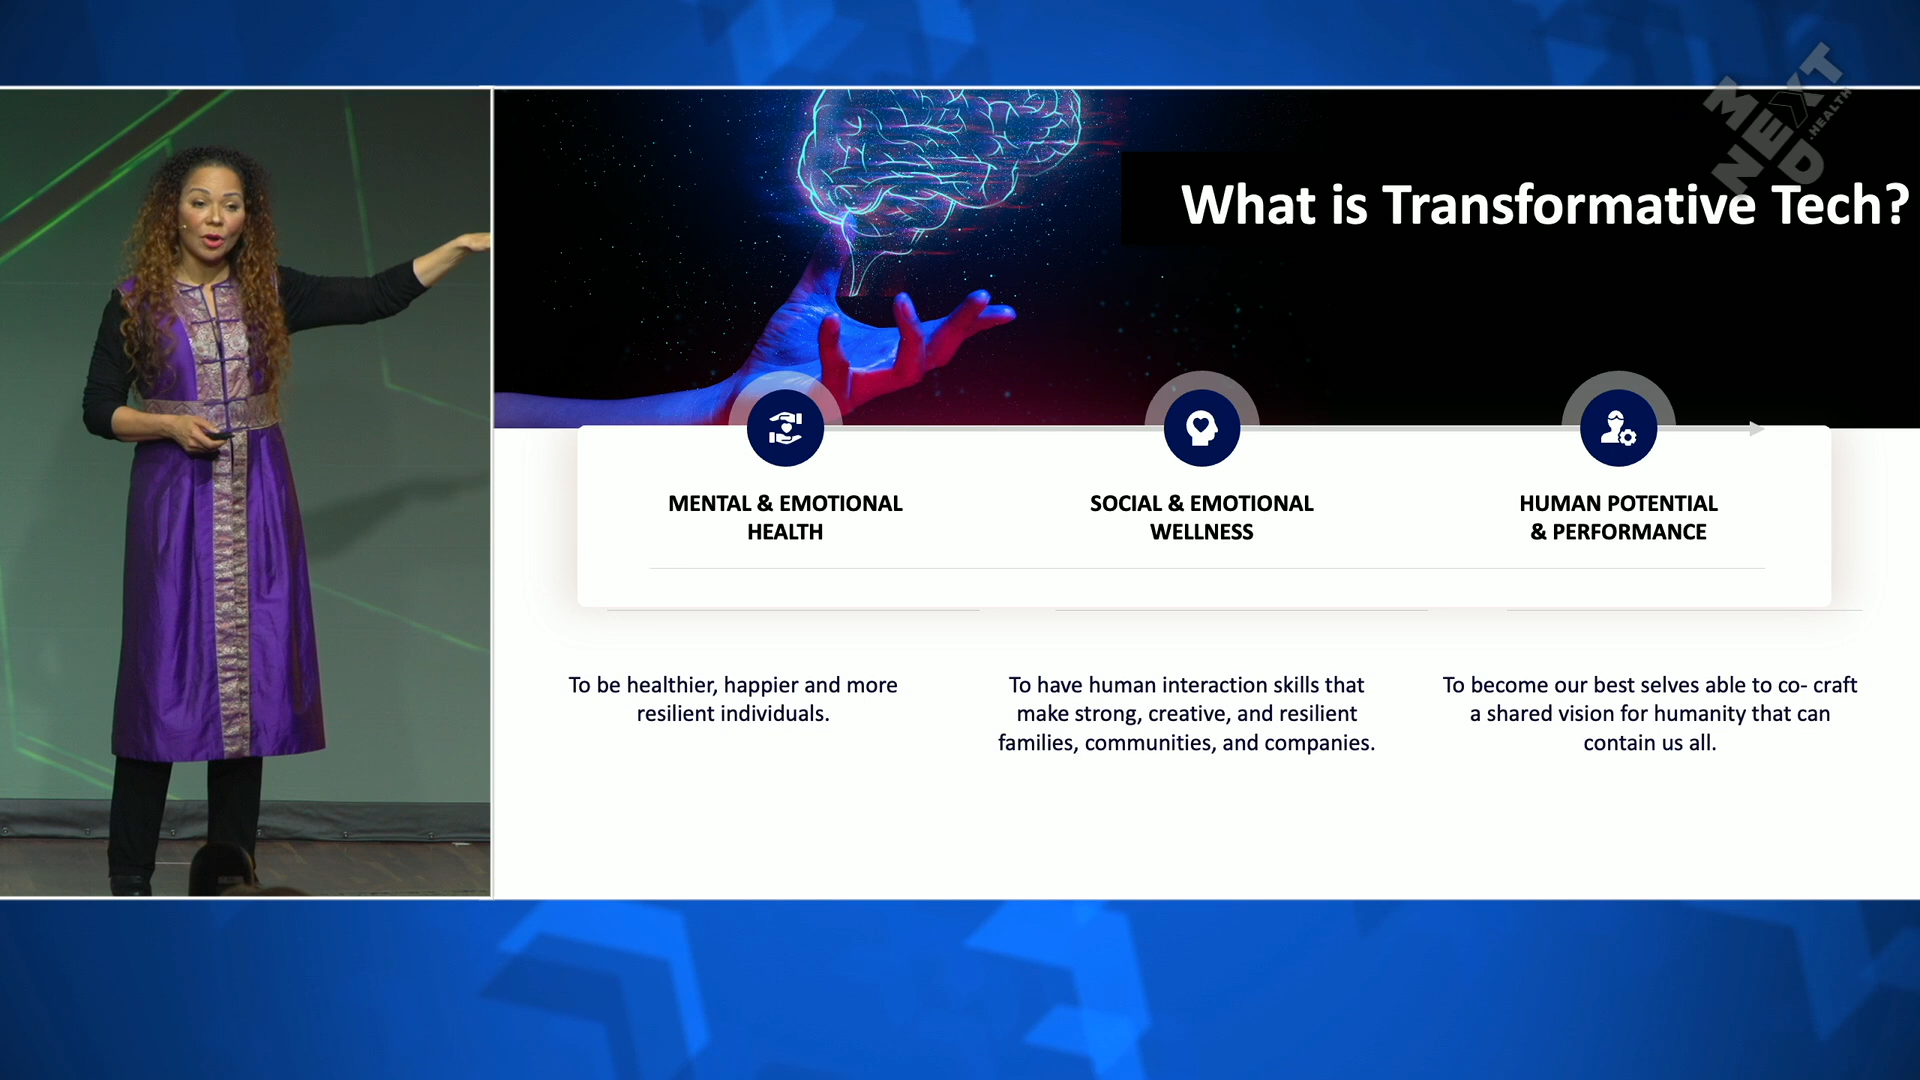 NEXT
MED
.HEALTH
What is Transformative Tech?
MENTAL & EMOTIONAL
HEALTH
SOCIAL & EMOTIONAL
WELLNESS
HUMAN POTENTIAL
& PERFORMANCE
To be healthier, happier and more
resilient individuals.
To have human interaction skills that
make strong, creative, and resilient
families, communities, and companies.
To become our best selves able to co- craft
a shared vision for humanity that can
contain us all.